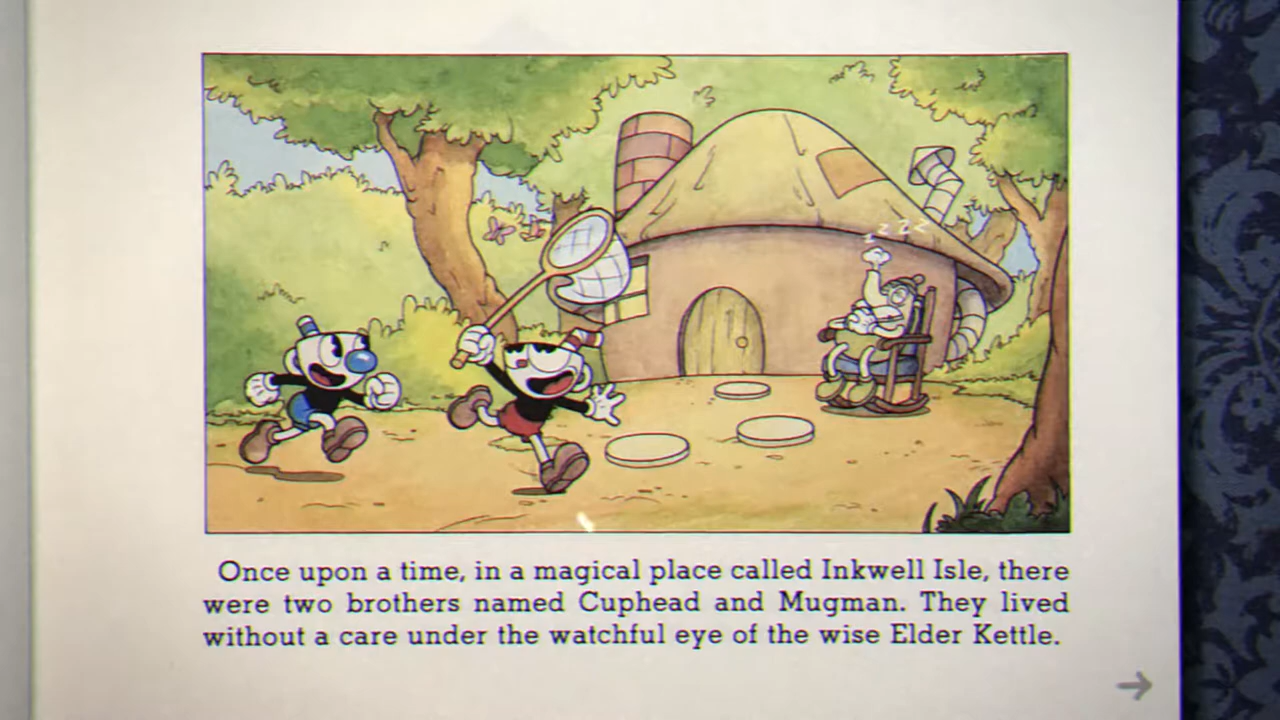 z z z z
Once upon a time, in a magical place called Inkwell Isle, there
were two brothers named Cuphead and Mugman. They lived
without a care under the watchful eye of the wise Elder Kettle.